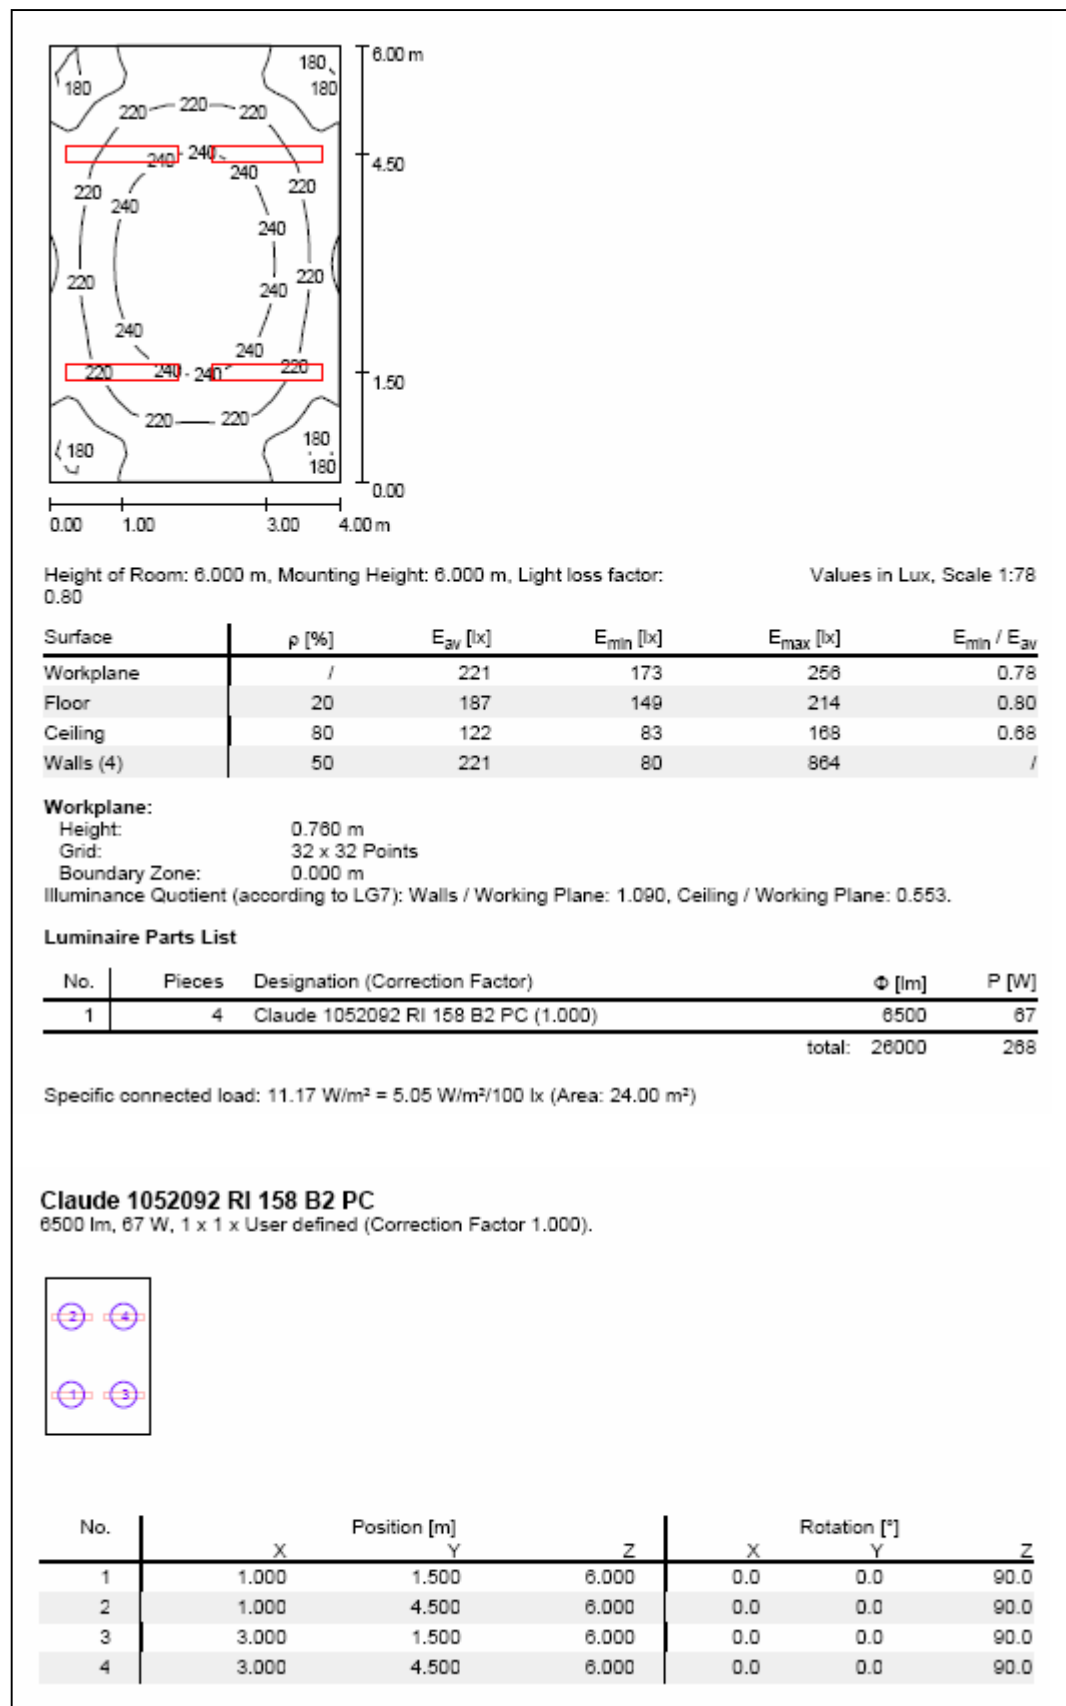 6.00 m
180
180
180
220 220 220
4.50
240 240
240
220 220
240
240
220 220
240
240
240
220 240 240 220
1.50
220 220
180 180
180
0.00
0.00 1.00 3.00 4.00 m
Height of Room: 6.000 m, Mounting Height: 6.000 m, Light loss factor: Values in Lux, Scale 1:78
0.80
Surface ρ [%] Eav [lx] Emin [lx] Emax [lx] Emin / Eav
Workplane / 221 173 256 0.78
Floor 20 187 149 214 0.80
Ceiling 80 122 83 168 0.68
Walls (4) 50 221 80 864 /
Workplane:
Height: 0.760 m
Grid: 32 x 32 Points
Boundary Zone: 0.000 m
Illuminance Quotient (according to LG7): Walls / Working Plane: 1.090, Ceiling / Working Plane: 0.553.
Luminaire Parts List
No. Pieces Designation (Correction Factor) Φ [lm] P [W]
1 4 Claude 1052092 RI 158 B2 PC (1.000) 6500 67
total: 26000 268
Specific connected load: 11.17 W/m² = 5.05 W/m²/100 lx (Area: 24.00 m²)
Claude 1052092 RI 158 B2 PC
6500 lm, 67 W, 1 x 1 x User defined (Correction Factor 1.000).
2 4
1 3
No. Position [m] Rotation [°]
X Y Z X Y Z
1 1.000 1.500 6.000 0.0 0.0 90.0
2 1.000 4.500 6.000 0.0 0.0 90.0
3 3.000 1.500 6.000 0.0 0.0 90.0
4 3.000 4.500 6.000 0.0 0.0 90.0